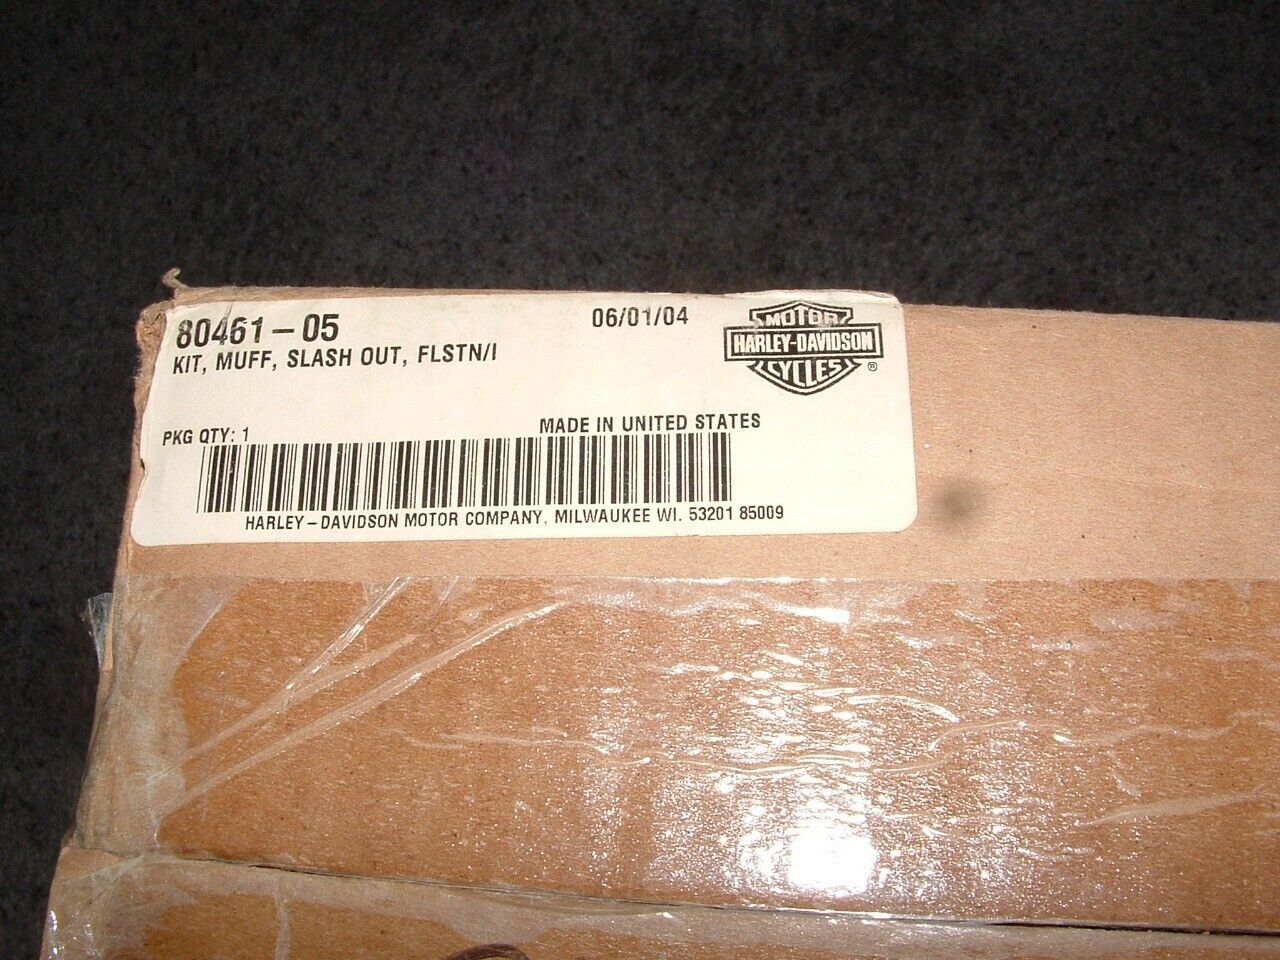 80461-05
06/01/04
KIT, MUFF, SLASH OUT, FLSTN/I
MOTOR
HARLEY-DAVIDSON
CYCLES
®
PKG QTY: 1
MADE IN UNITED STATES
HARLEY-DAVIDSON MOTOR COMPANY, MILWAUKEE WI. 53201 85009